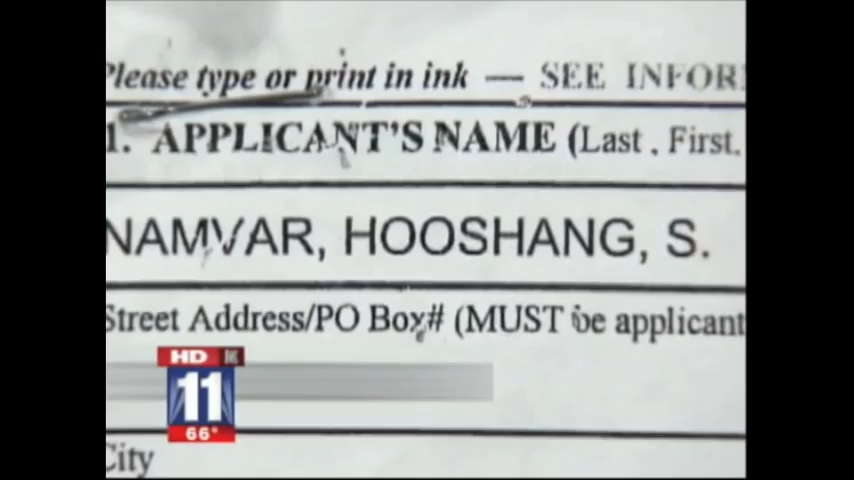 Please type or print in ink — SEE INFOR
1. APPLICANT'S NAME (Last, First,
NAMVAR, HOOSHANG, S.
Street Address/PO Box# (MUST be applicant
HD
11
66°
City